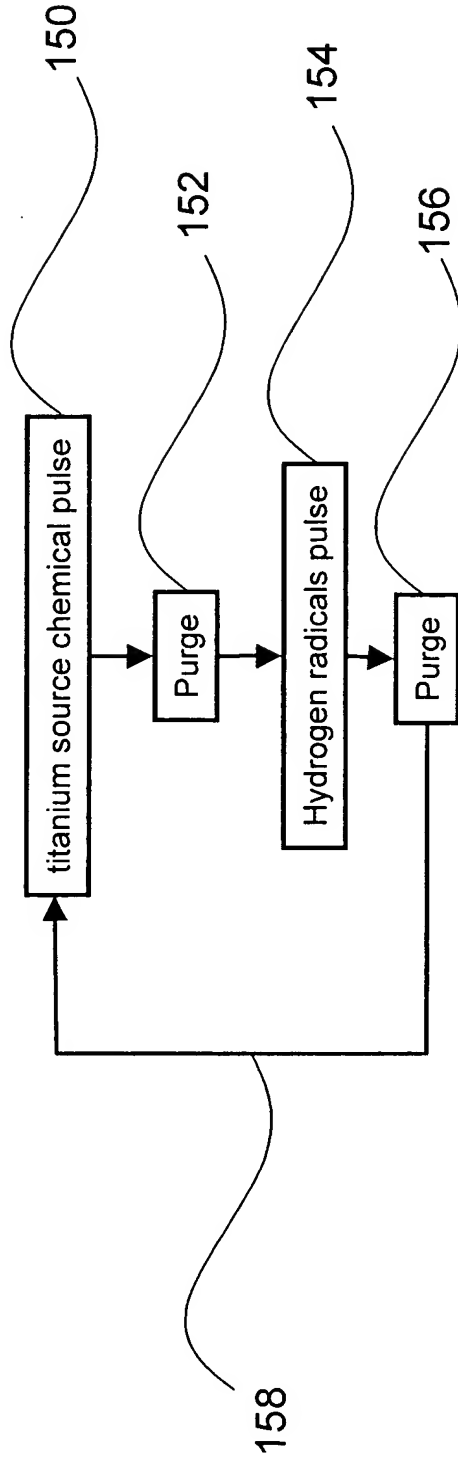 titanium source chemical pulse
150
Purge
152
Hydrogen radicals pulse
154
Purge
156
158